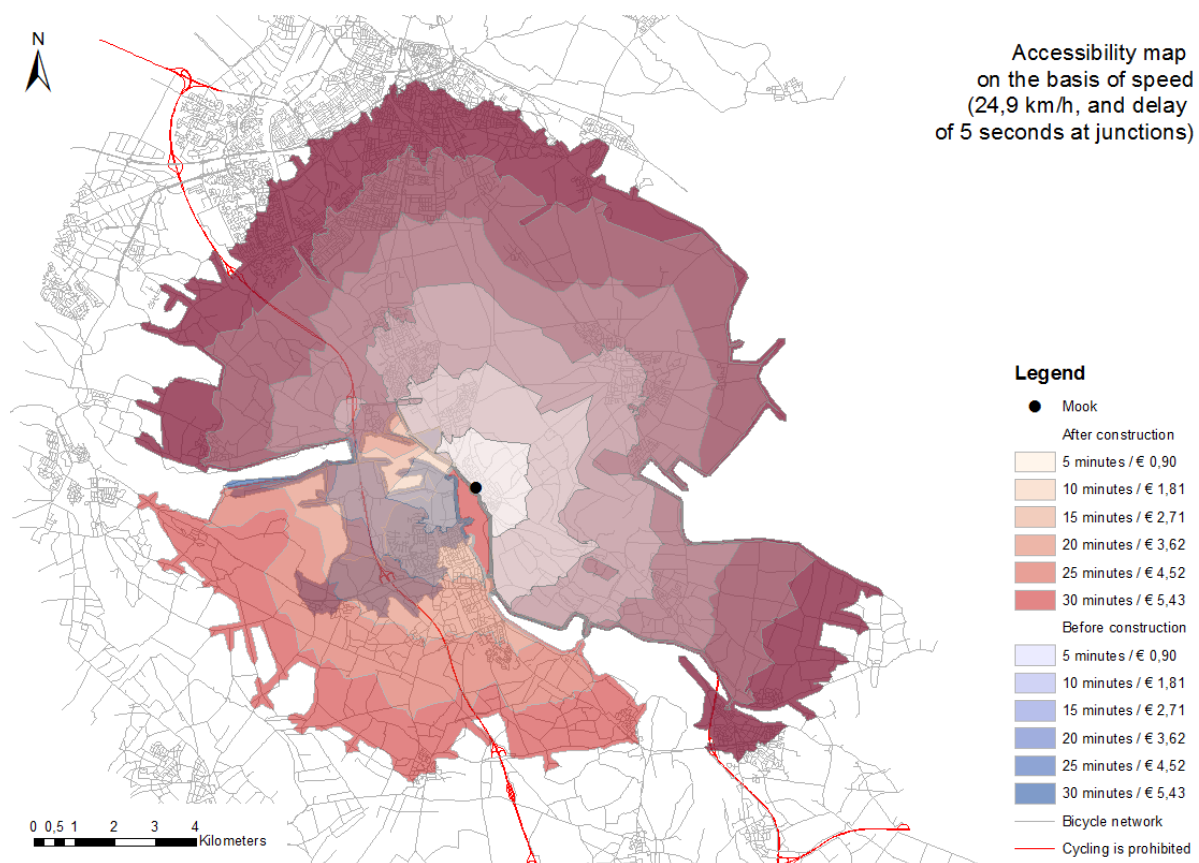 N
Accessibility map
on the basis of speed
(24,9 km/h, and delay
of 5 seconds at junctions)
Legend
Mook
After construction
5 minutes / € 0,90
10 minutes / € 1,81
15 minutes / € 2,71
20 minutes / € 3,62
25 minutes / € 4,52
30 minutes / € 5,43
Before construction
5 minutes / € 0,90
10 minutes / € 1,81
15 minutes / € 2,71
20 minutes / € 3,62
25 minutes / € 4,52
30 minutes / € 5,43
Bicycle network
Cycling is prohibited
0 0,5 1 2 3 4
Kilometers